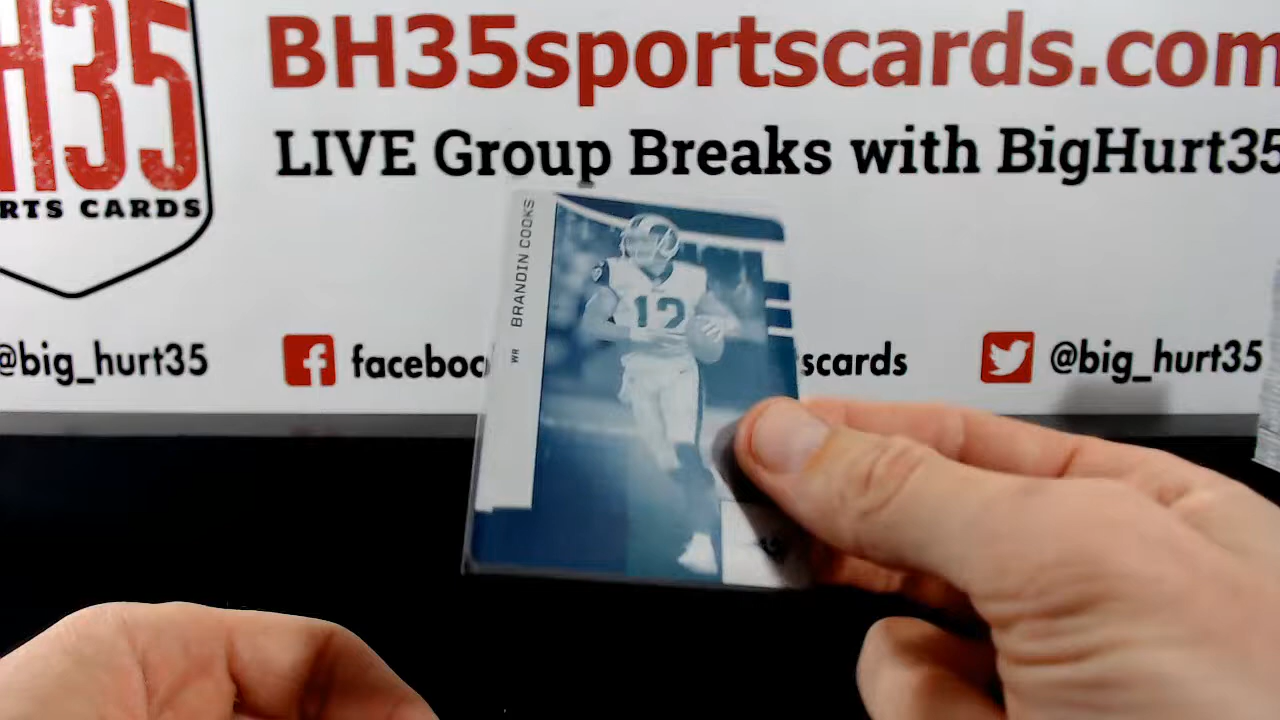 H35
RTS CARDS
BH35sportscards.com
LIVE Group Breaks with BigHurt35
@big_hurt35
faceboo
scards
@big_hurt35
BRANDIN COOKS
WR
12